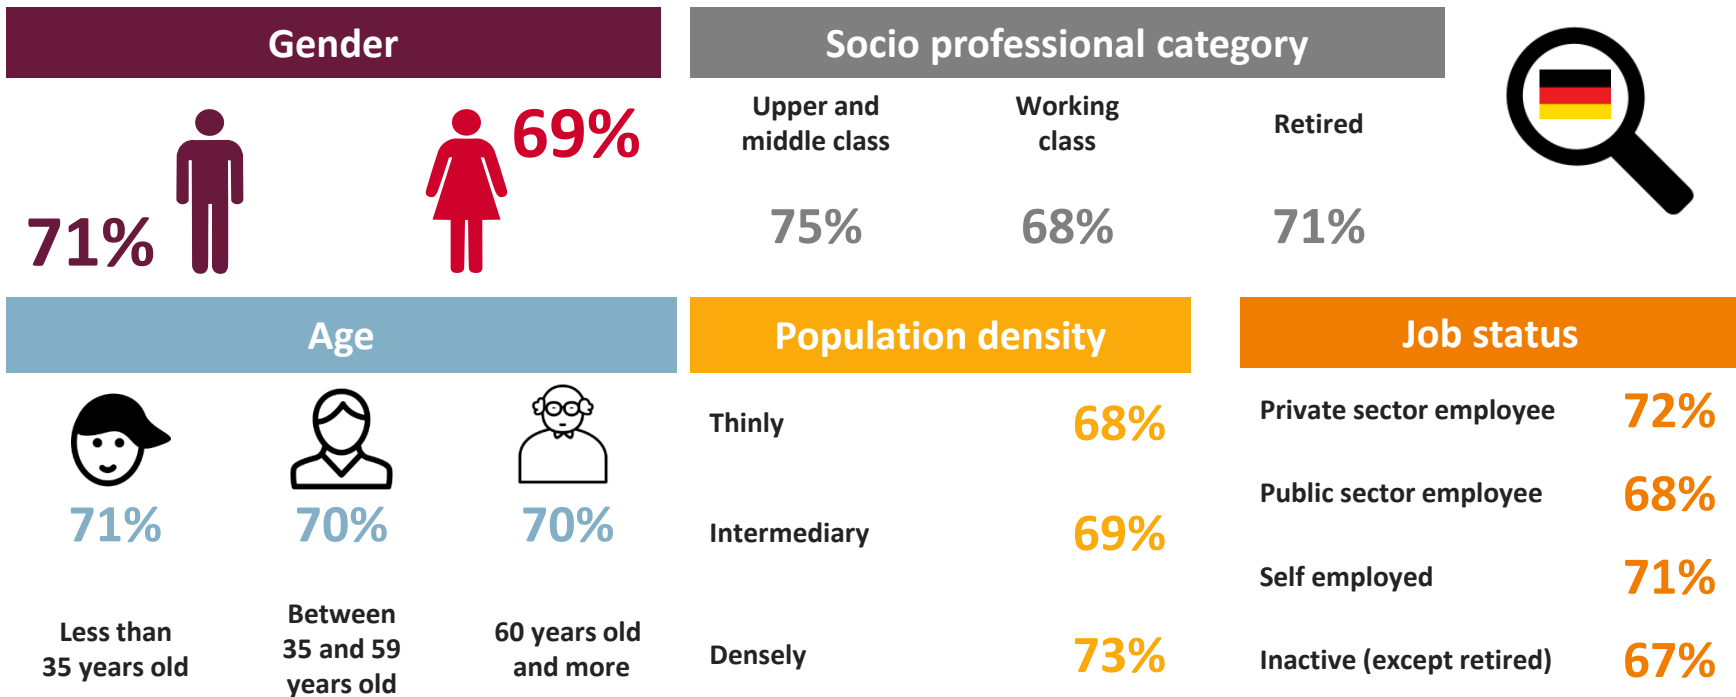 Gender
71%
69%
Socio professional category
Upper and
middle class
Working
class
Retired
75%
68%
71%
Age
71%
70%
70%
Less than
35 years old
Between
35 and 59
years old
60 years old
and more
Population density
Thinly
68%
Intermediary
69%
Densely
73%
Job status
Private sector employee
72%
Public sector employee
68%
Self employed
71%
Inactive (except retired)
67%